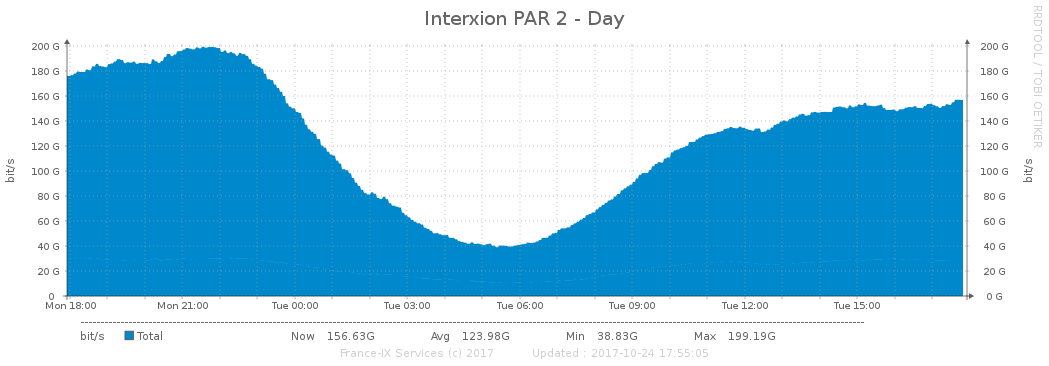 Interxion PAR 2 - Day
RRDTOOL / TOBI OETIKER
bit/s
200 G 200 G
180 G 180 G
160 G 160 G
140 G 140 G
120 G 120 G
100 G 100 G
80 G 80 G
60 G 60 G
40 G 40 G
20 G 20 G
0 0 G
bit/s
Mon 18:00 Mon 21:00 Tue 00:00 Tue 03:00 Tue 06:00 Tue 09:00 Tue 12:00 Tue 15:00
bit/s Total Now 156.63G Avg 123.98G Min 38.83G Max 199.19G
France-IX Services (c) 2017 Updated : 2017-10-24 17:55:05